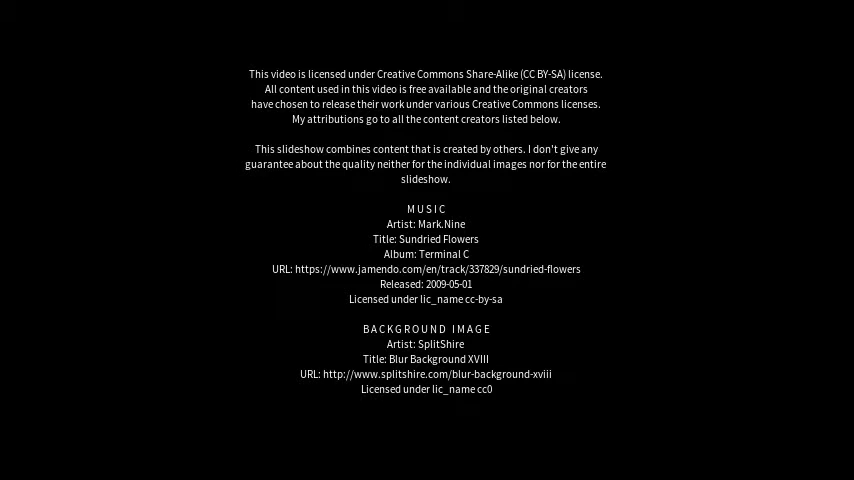 This video is licensed under Creative Commons Share-Alike (CC BY-SA) license.
All content used in this video is free available and the original creators
have chosen to release their work under various Creative Commons licenses.
My attributions go to all the content creators listed below.
This slideshow combines content that is created by others. I don't give any
guarantee about the quality neither for the individual images nor for the entire
slideshow.
MUSIC
Artist: Mark.Nine
Title: Sundried Flowers
Album: Terminal C
URL: https://www.jamendo.com/en/track/337829/sundried-flowers
Released: 2009-05-01
Licensed under lic_name cc-by-sa
BACKGROUND IMAGE
Artist: SplitShire
Title: Blur Background XVIII
URL: http://www.splitshire.com/blur-background-xviii
Licensed under lic_name cc0